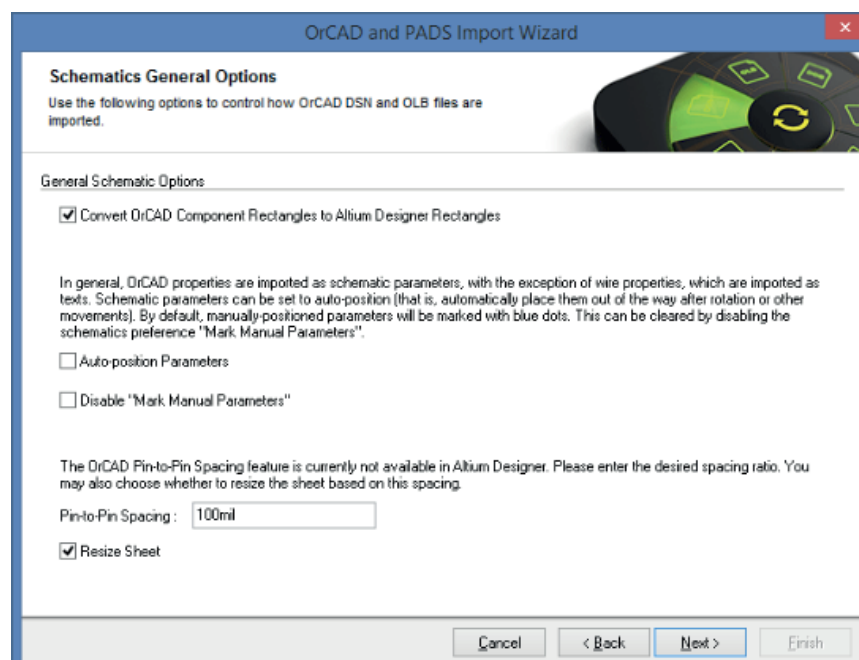 OrCAD and PADS Import Wizard
Schematics General Options
Use the following options to control how OrCAD DSN and OLB files are
imported.
General Schematic Options
Convert OrCAD Component Rectangles to Altium Designer Rectangles
In general, OrCAD properties are imported as schematic parameters, with the exception of wire properties, which are imported as
texts. Schematic parameters can be set to auto-position (that is, automatically place them out of the way after rotation or other
movements). By default, manually-positioned parameters will be marked with blue dots. This can be cleared by disabling the
schematics preference "Mark Manual Parameters".
Auto-position Parameters
Disable "Mark Manual Parameters"
The OrCAD Pin-to-Pin Spacing feature is currently not available in Altium Designer. Please enter the desired spacing ratio. You
may also choose whether to resize the sheet based on this spacing.
Pin-to-Pin Spacing : 100mil
Resize Sheet
Cancel < Back Next > Finish